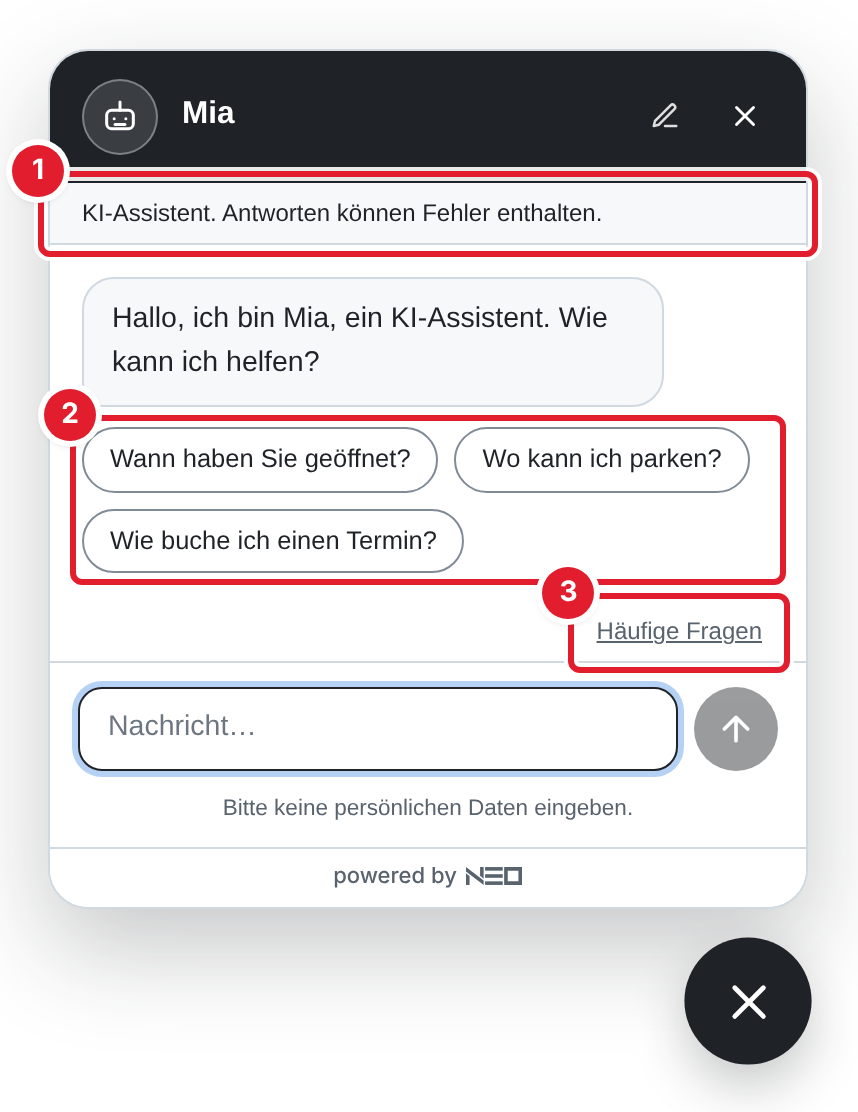 Mia
1
KI-Assistent. Antworten können Fehler enthalten.
Hallo, ich bin Mia, ein KI-Assistent. Wie
kann ich helfen?
2
Wann haben Sie geöffnet?
Wo kann ich parken?
Wie buche ich einen Termin?
3
Häufige Fragen
Nachricht…
Bitte keine persönlichen Daten eingeben.
powered by NEO